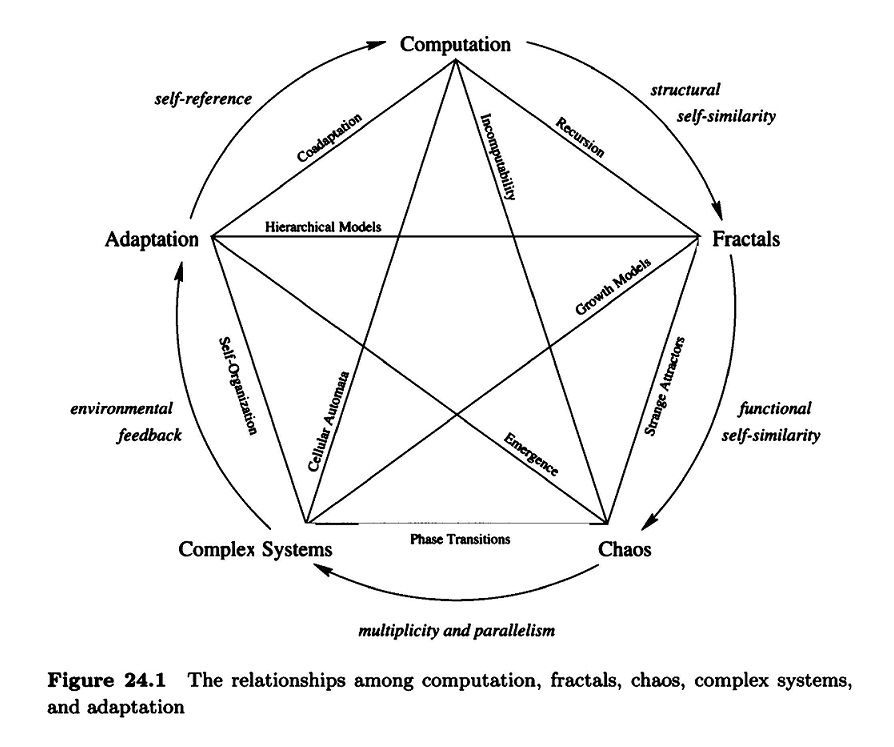 Computation
self-reference
structural
self-similarity
Coadaptation
Incomputability
Recursion
Adaptation
Hierarchical Models
Fractals
Growth Models
Self-Organization
Cellular Automata
Strange Attractors
environmental
feedback
functional
self-similarity
Emergence
Phase Transitions
Complex Systems
Chaos
multiplicity and parallelism
Figure 24.1 The relationships among computation, fractals, chaos, complex systems,
and adaptation